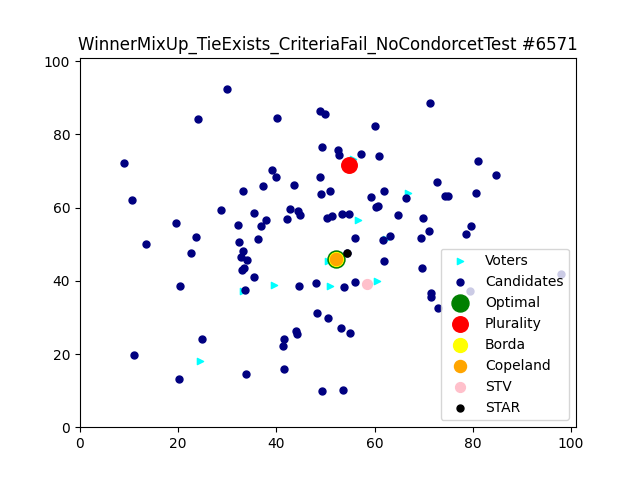 WinnerMixUp_TieExists_CriteriaFail_NoCondorcetTest #6571
100
80
60
40
20
0
0 20 40 60 80 100
Voters
Candidates
Optimal
Plurality
Borda
Copeland
STV
STAR